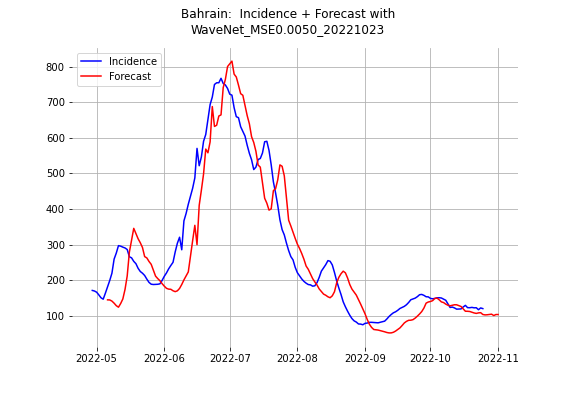 Bahrain:  Incidence + Forecast with
WaveNet_MSE0.0050_20221023
Incidence
Forecast
800
700
600
500
400
300
200
100
2022-05 2022-06 2022-07 2022-08 2022-09 2022-10 2022-11